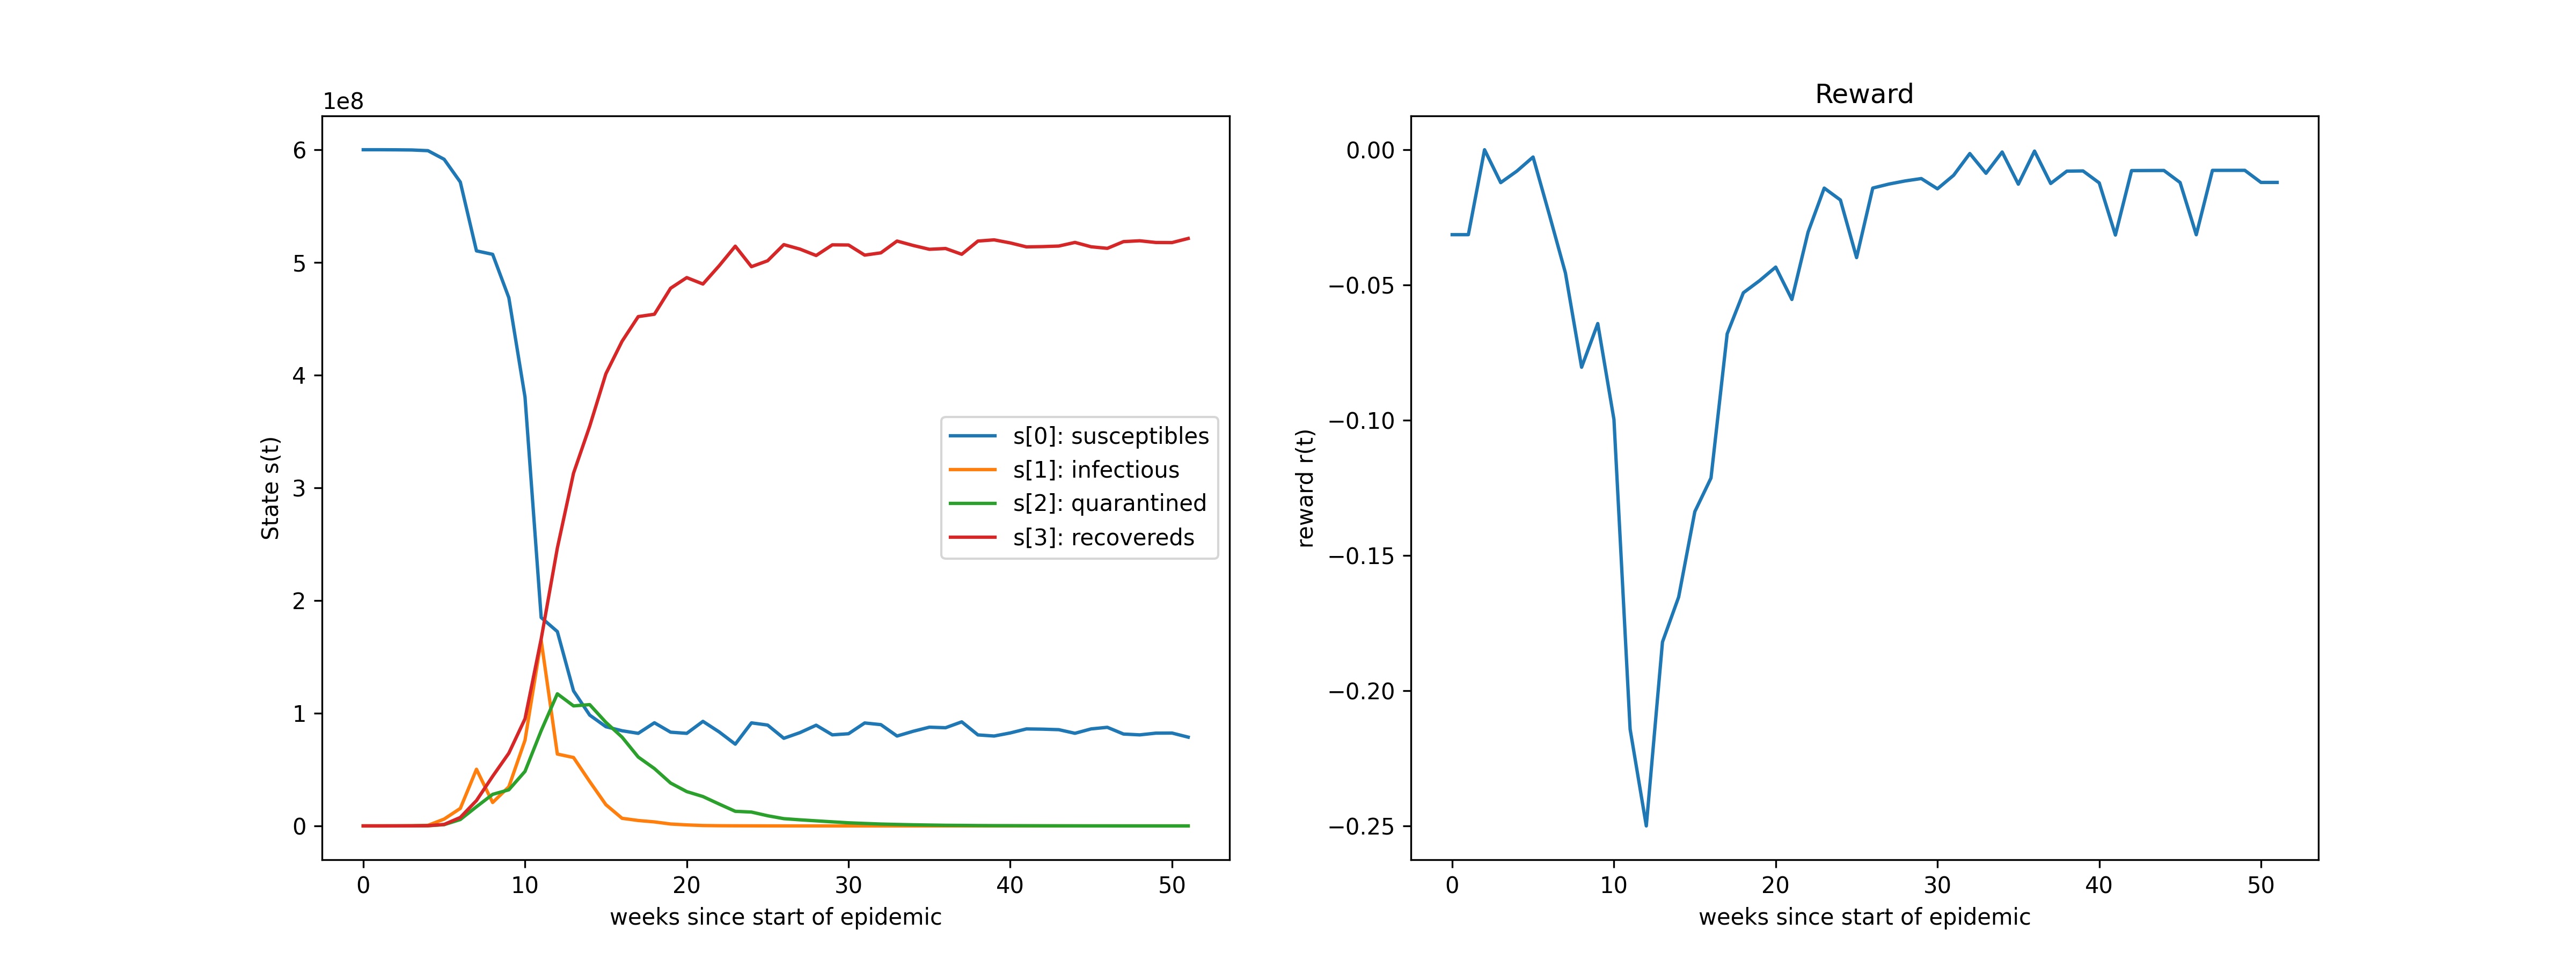 1e8
6
5
4
3
2
1
0
State s(t)
s[0]: susceptibles
s[1]: infectious
s[2]: quarantined
s[3]: recovereds
0 10 20 30 40 50
weeks since start of epidemic
Reward
0.00
−0.05
−0.10
−0.15
−0.20
−0.25
reward r(t)
0 10 20 30 40 50
weeks since start of epidemic